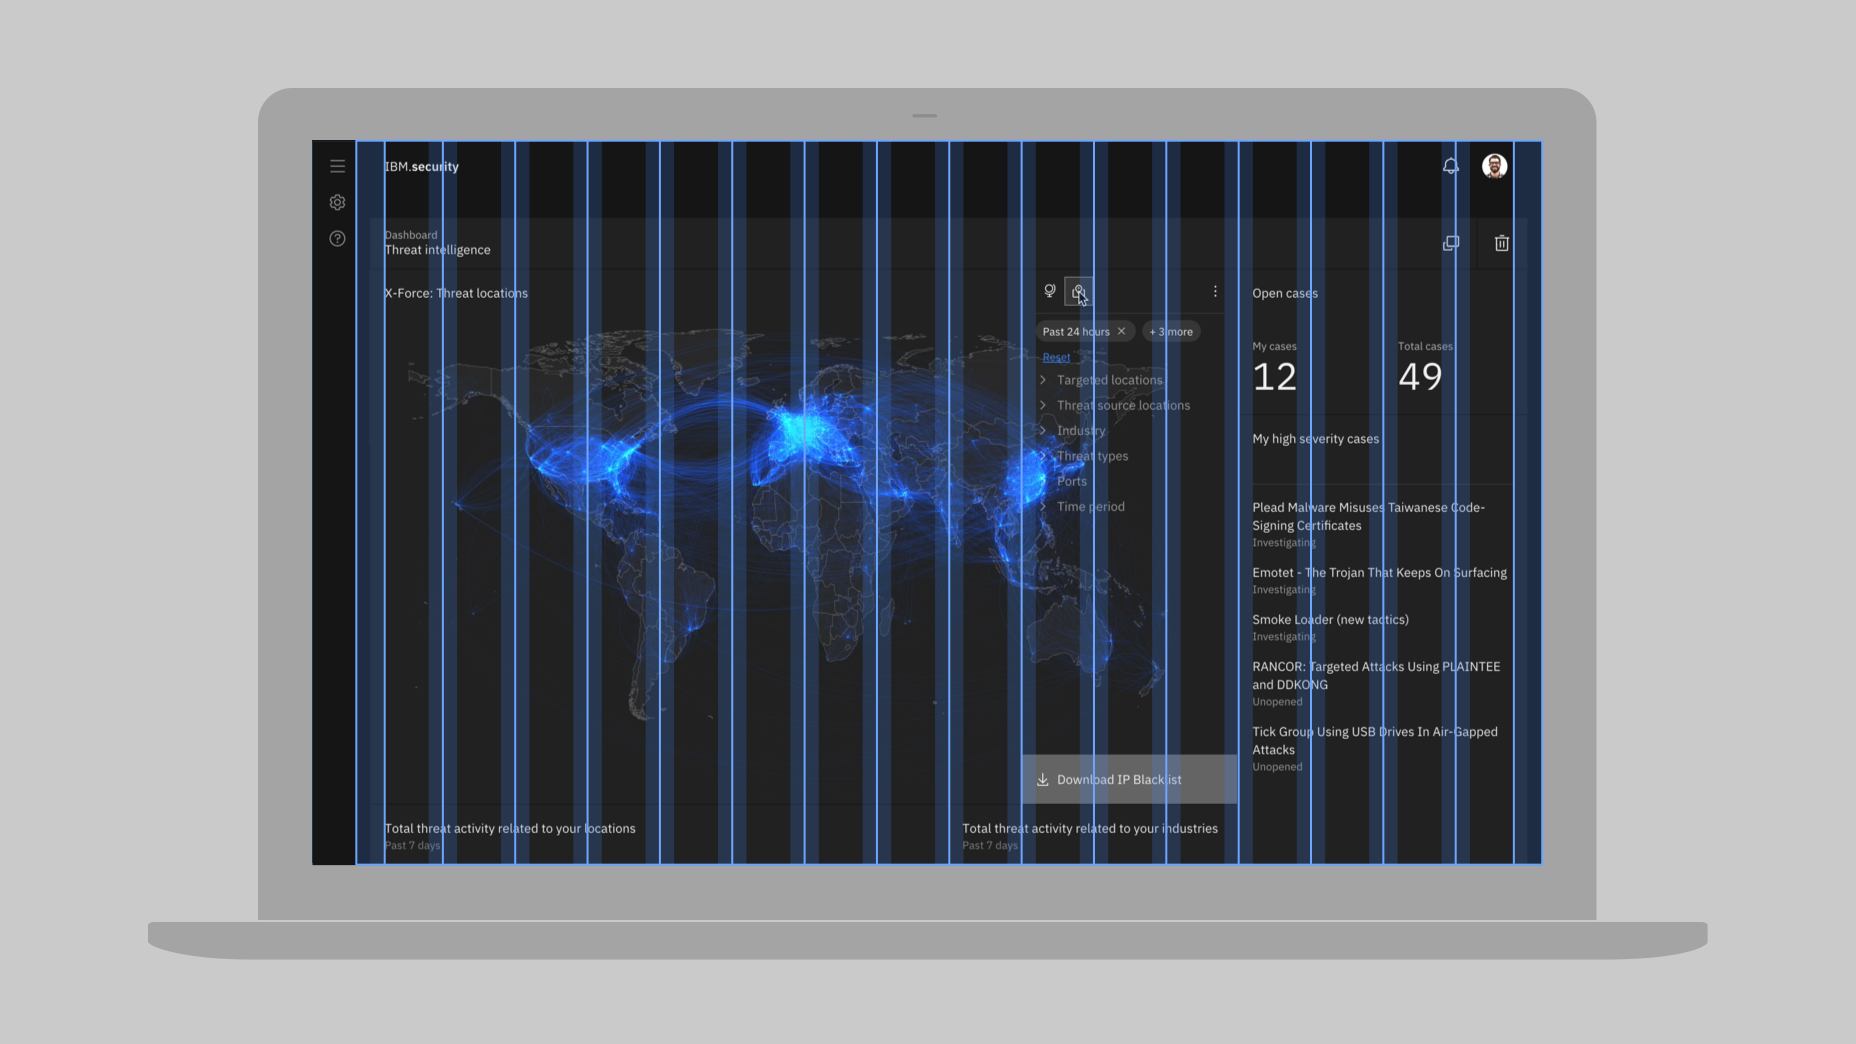 IBM.security
Dashboard
Threat intelligence
X-Force: Threat locations
Past 24 hours
+ 3 more
Reset
Targeted locations
Threat source locations
Industry
Threat types
Ports
Time period
Download IP Blacklist
Open cases
My cases
Total cases
12
49
My high severity cases
Plead Malware Misuses Taiwanese Code-
Signing Certificates
Investigating
Emotet - The Trojan That Keeps On Surfacing
Investigating
Smoke Loader (new tactics)
Investigating
RANCOR: Targeted Attacks Using PLAINTEE
and DDKONG
Unopened
Tick Group Using USB Drives In Air-Gapped
Attacks
Unopened
Total threat activity related to your locations
Past 7 days
Total threat activity related to your industries
Past 7 days